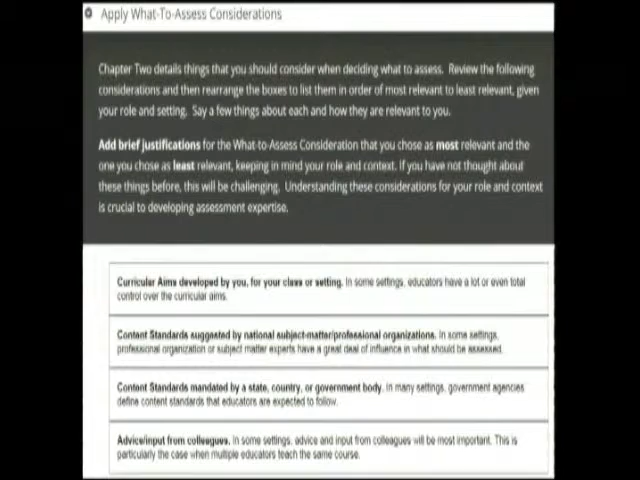 Apply What-To-Assess Considerations
Chapter Two details things that you should consider when deciding what to assess. Review the following
considerations and then rearrange the boxes to list them in order of most relevant to least relevant, given
your role and setting. Say a few things about each and how they are relevant to you.
Add brief justifications for the What-to-Assess Consideration that you chose as most relevant and the
one you chose as least relevant, keeping in mind your role and context. If you have not thought about
these things before, this will be challenging. Understanding these considerations for your role and context
is crucial to developing assessment expertise.
Curricular Aims developed by you, for your class or setting. In some settings, educators have a lot or even total
control over the curricular aims.
Content Standards suggested by national subject-matter/professional organizations. In some settings,
professional organization or subject matter experts have a great deal of influence in what should be assessed.
Content Standards mandated by a state, country, or government body. In many settings, government agencies
define content standards that educators are expected to follow.
Advice/input from colleagues. In some settings, advice and input from colleagues will be most important. This is
particularly the case when multiple educators teach the same course.